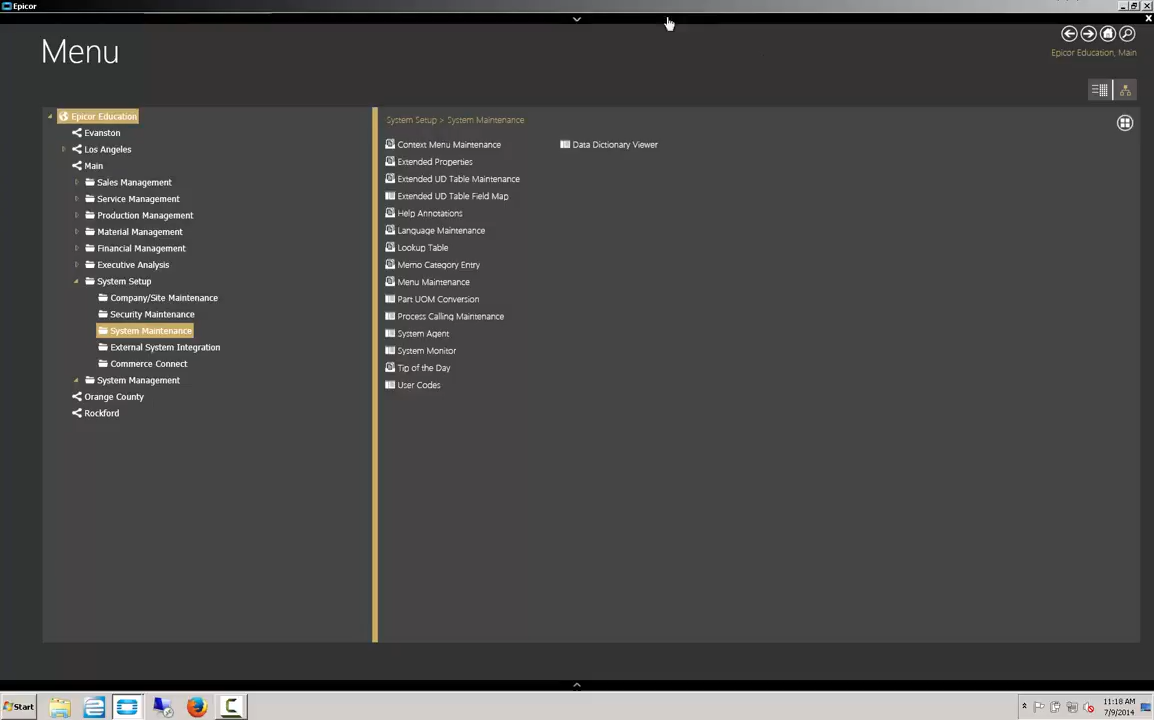 Epicor
Menu
Epicor Education, Main
Epicor Education
Evanston
Los Angeles
Main
Sales Management
Service Management
Production Management
Material Management
Financial Management
Executive Analysis
System Setup
Company/Site Maintenance
Security Maintenance
System Maintenance
External System Integration
Commerce Connect
System Management
Orange County
Rockford
System Setup > System Maintenance
Context Menu Maintenance
Extended Properties
Extended UD Table Maintenance
Extended UD Table Field Map
Help Annotations
Language Maintenance
Lookup Table
Memo Category Entry
Menu Maintenance
Part UOM Conversion
Process Calling Maintenance
System Agent
System Monitor
Tip of the Day
User Codes
Data Dictionary Viewer
Start
11:18 AM
7/9/2014